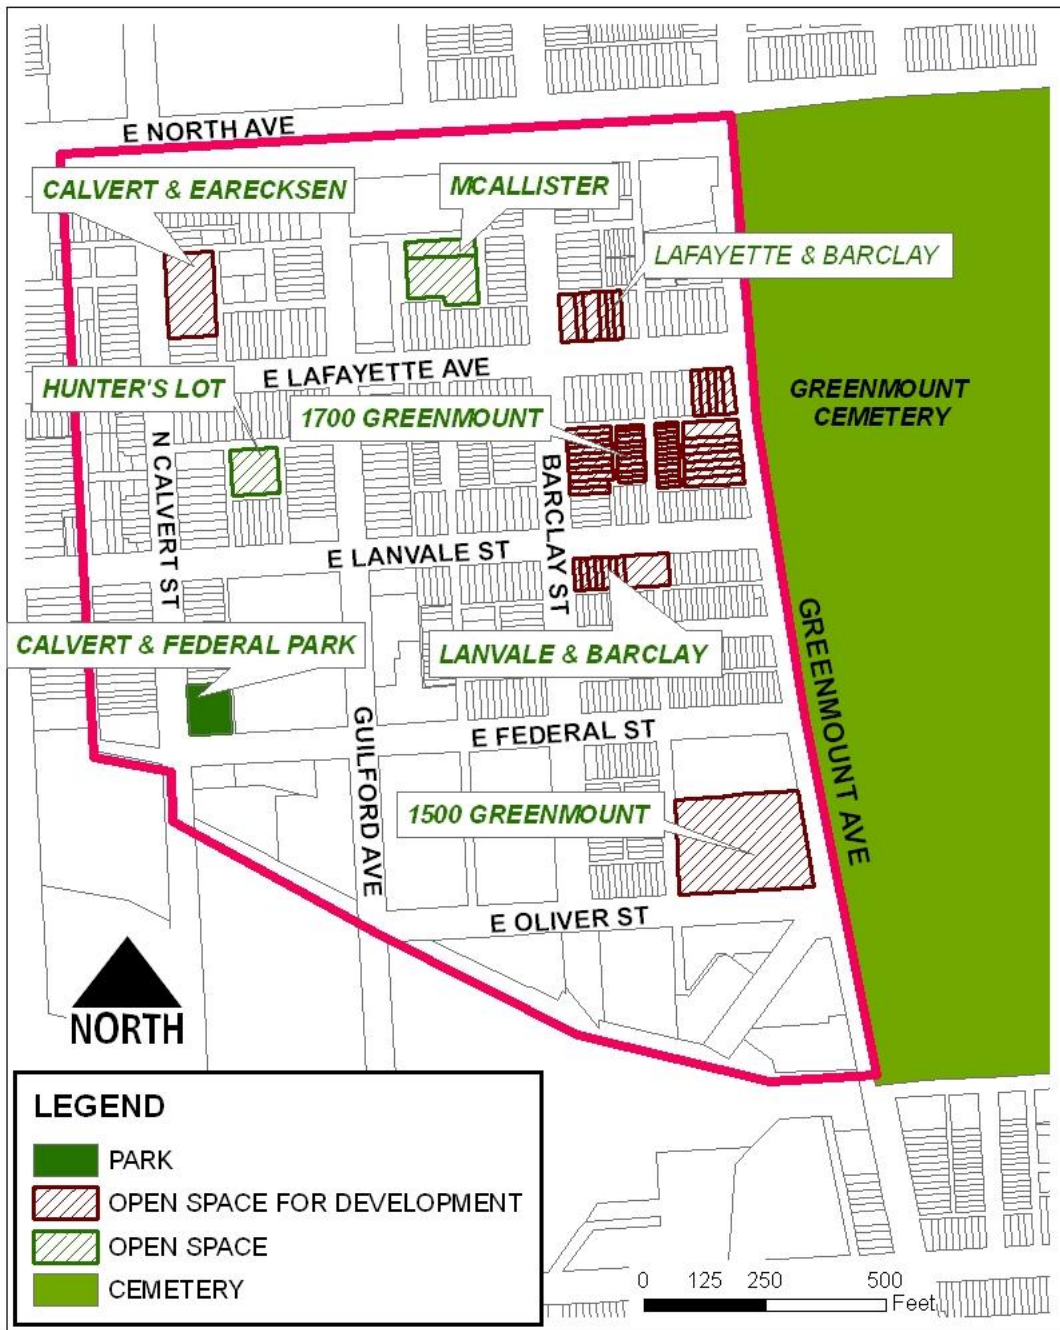 E NORTH AVE
CALVERT & EARECKSEN
MCALLISTER
LAFAYETTE & BARCLAY
E LAFAYETTE AVE
HUNTER'S LOT
1700 GREENMOUNT
GREENMOUNT
CEMETERY
N CALVERT ST
BARCLAY ST
E LANVALE ST
CALVERT & FEDERAL PARK
LANVALE & BARCLAY
GREENMOUNT AVE
GUILFORD AVE
E FEDERAL ST
1500 GREENMOUNT
E OLIVER ST
NORTH
LEGEND
PARK
OPEN SPACE FOR DEVELOPMENT
OPEN SPACE
CEMETERY
0 125 250 500
Feet